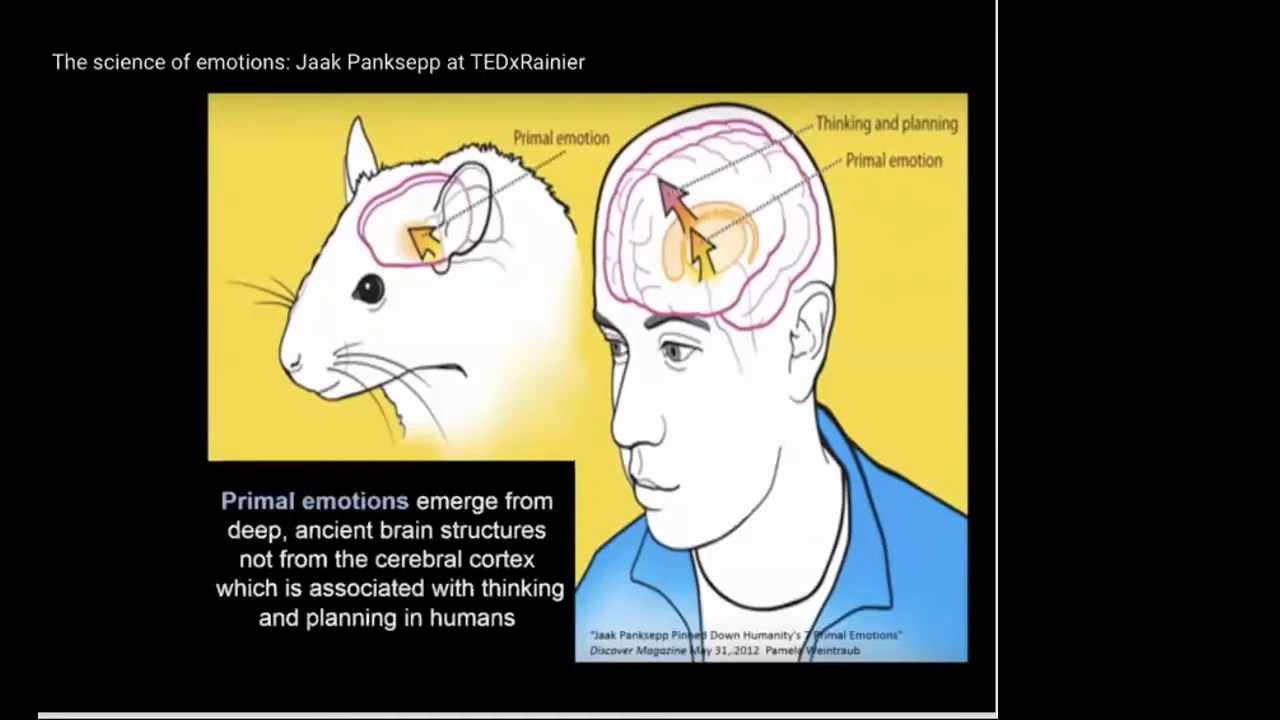 The science of emotions: Jaak Panksepp at TEDxRainier
Primal emotion
Thinking and planning
Primal emotion
Primal emotions emerge from
deep, ancient brain structures
not from the cerebral cortex
which is associated with thinking
and planning in humans
"Jaak Panksepp Pinned Down Humanity's 7 Primal Emotions"
Discover Magazine May 31, 2012 Pamela Weintraub